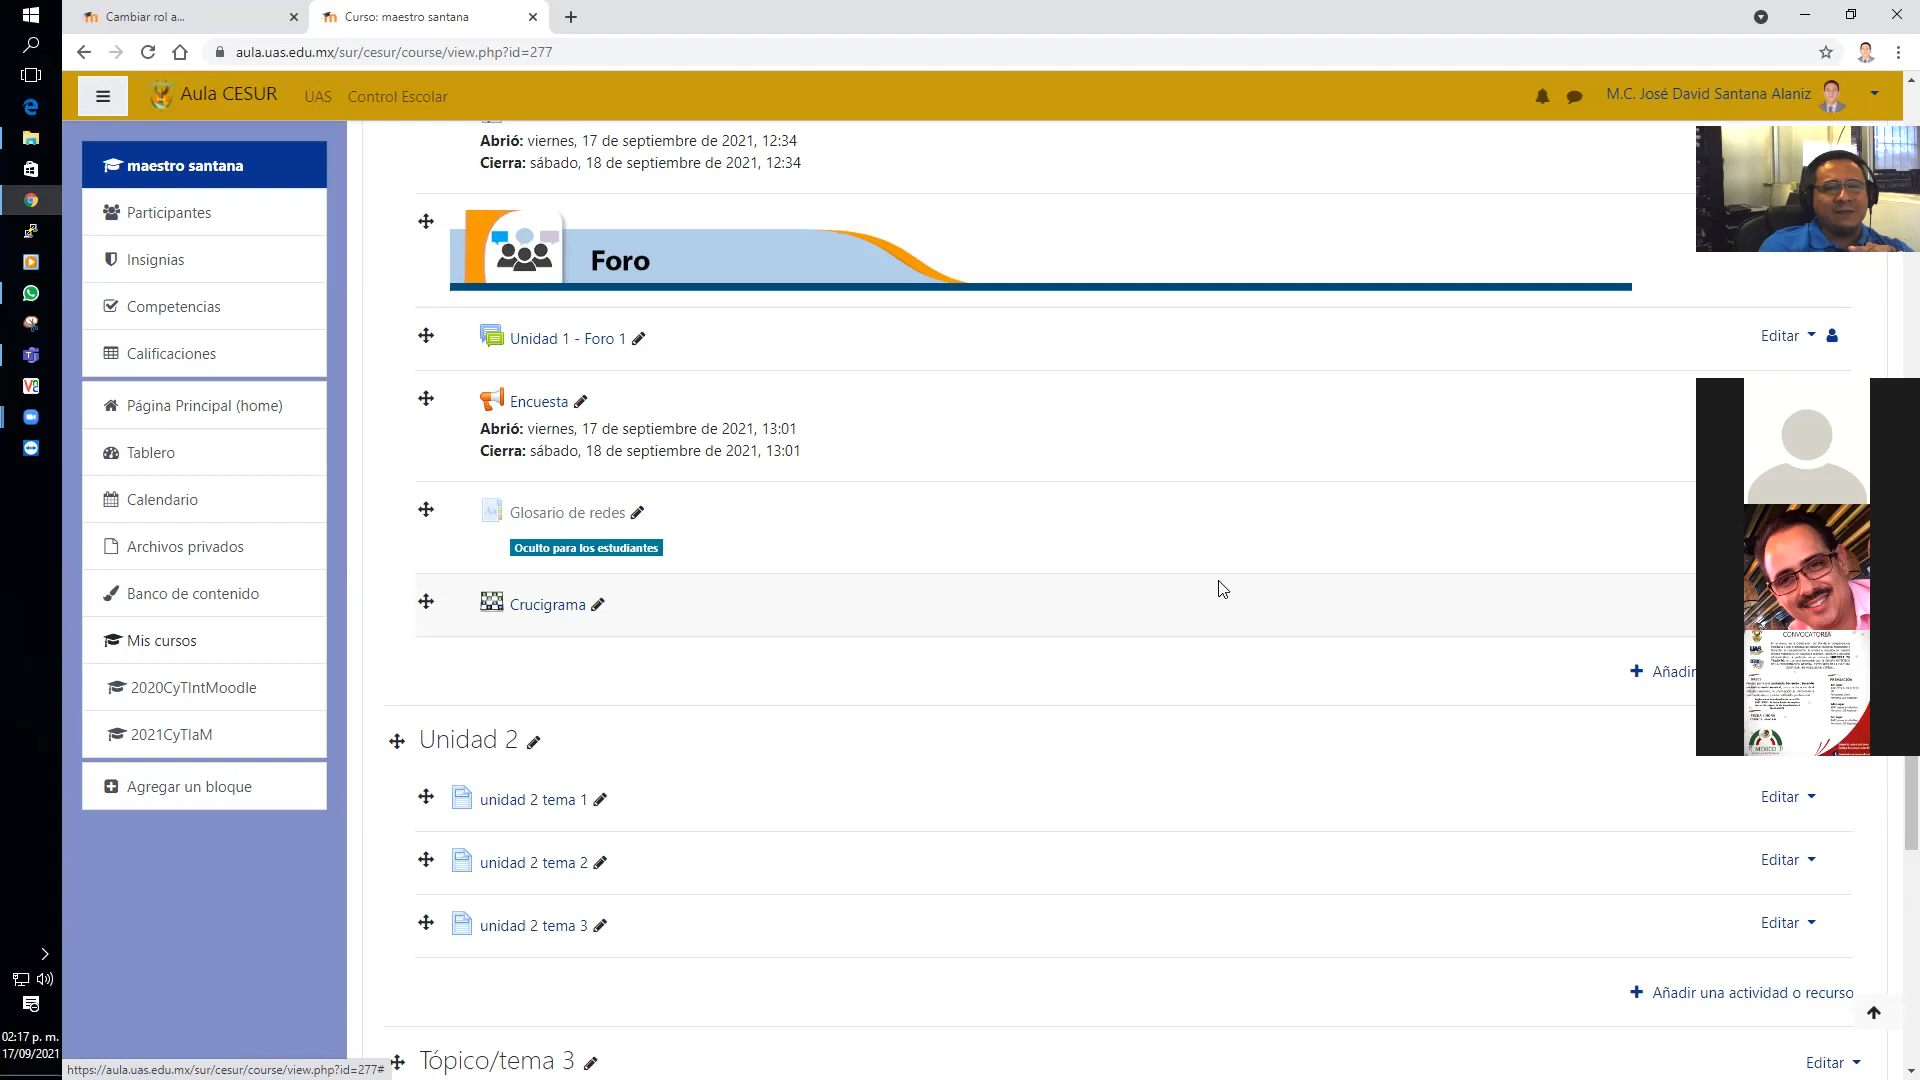 Cambiar rol a...
Curso: maestro santana
aula.uas.edu.mx/sur/cesur/course/view.php?id=277
Aula CESUR
UAS
Control Escolar
M.C. José David Santana Alaniz
maestro santana
Participantes
Insignias
Competencias
Calificaciones
Página Principal (home)
Tablero
Calendario
Archivos privados
Banco de contenido
Mis cursos
2020CyTIntMoodle
2021CyTIaM
Agregar un bloque
Abrió: viernes, 17 de septiembre de 2021, 12:34
Cierra: sábado, 18 de septiembre de 2021, 12:34
Foro
Unidad 1 - Foro 1
Editar
Encuesta
Abrió: viernes, 17 de septiembre de 2021, 13:01
Cierra: sábado, 18 de septiembre de 2021, 13:01
Glosario de redes
Oculto para los estudiantes
Crucigrama
Añadir
Unidad 2
unidad 2 tema 1
Editar
unidad 2 tema 2
Editar
unidad 2 tema 3
Editar
Añadir una actividad o recurso
Tópico/tema 3
Editar
CONVOCATORIA
UAS
MEXICO
02:17 p. m.
17/09/2021
https://aula.uas.edu.mx/sur/cesur/course/view.php?id=277#